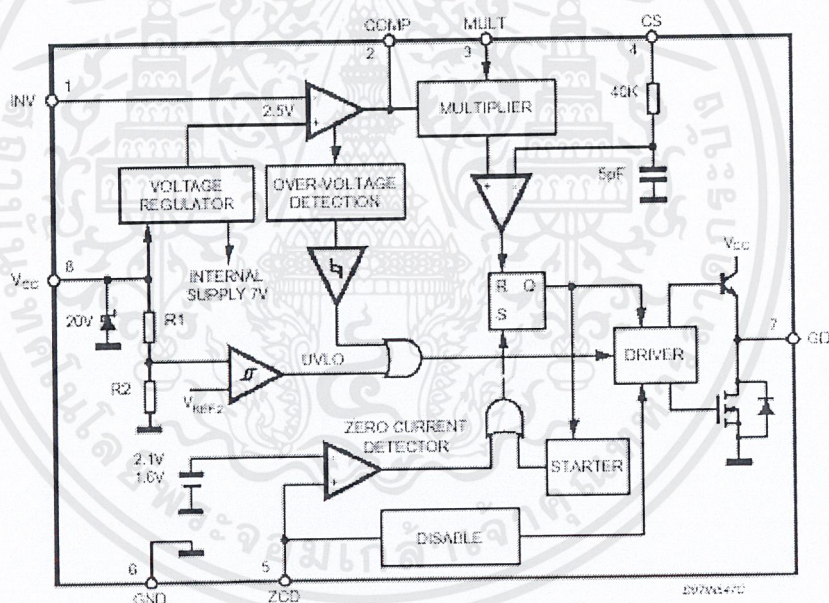 COMP
MULT
CS
2
3
4
INV
1
2.5V
40K
MULTIPLIER
5pF
VOLTAGE
REGULATOR
OVER-VOLTAGE
DETECTION
VCC
8
INTERNAL
SUPPLY 7V
20V
R1
R Q
S
VCC
7
GD
UVLO
DRIVER
R2
VREF2
ZERO CURRENT
DETECTOR
2.1V
1.6V
STARTER
DISABLE
6
5
GND
ZCD
D97IN547C